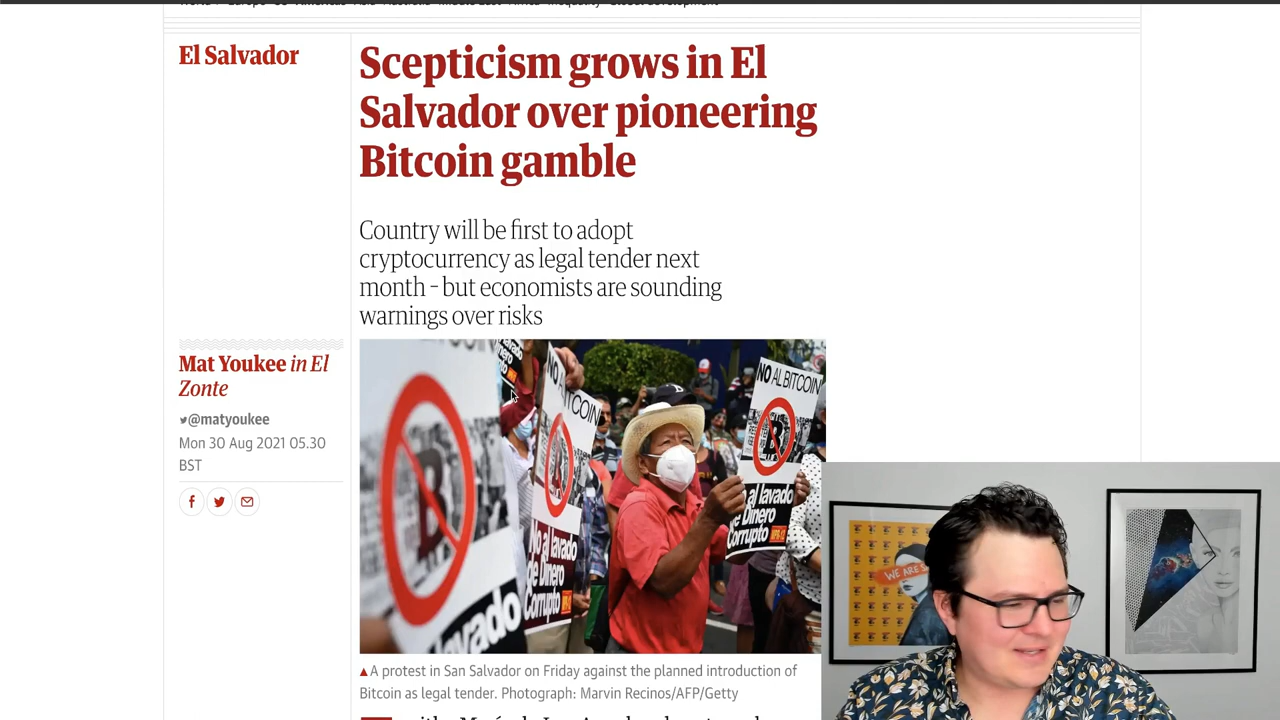 El Salvador
Scepticism grows in El
Salvador over pioneering
Bitcoin gamble
Country will be first to adopt
cryptocurrency as legal tender next
month – but economists are sounding
warnings over risks
Mat Youkee in El
Zonte
@matyoukee
Mon 30 Aug 2021 05.30
BST
NO AL BITCOIN
No al lavado
de Dinero
Corrupto
NO AL BITCOIN
al lavado
de Dinero
Corrupto
lavado
WE ARE S
A protest in San Salvador on Friday against the planned introduction of
Bitcoin as legal tender. Photograph: Marvin Recinos/AFP/Getty